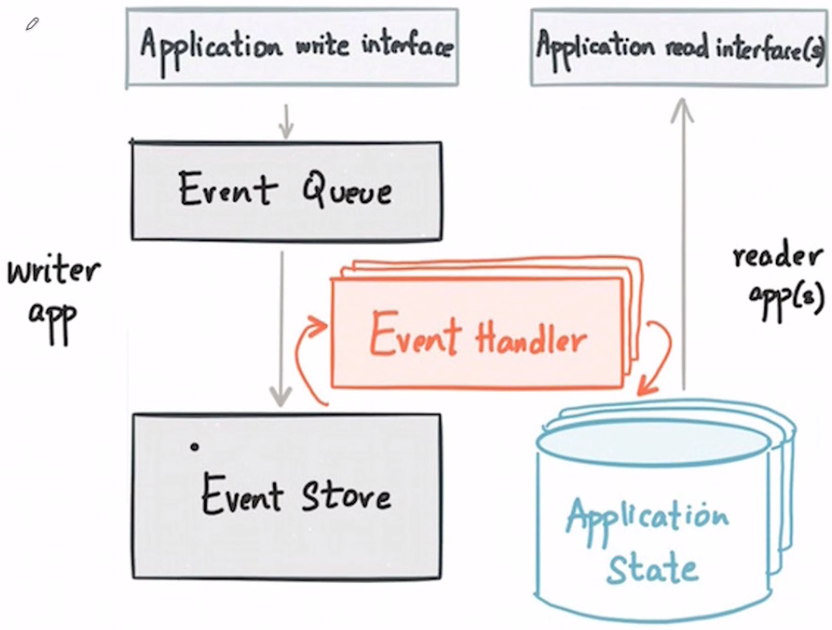 Application write interface
Application read interface(s)
Event Queue
writer
app
reader
app(s)
Event Handler
Event Store
Application
State